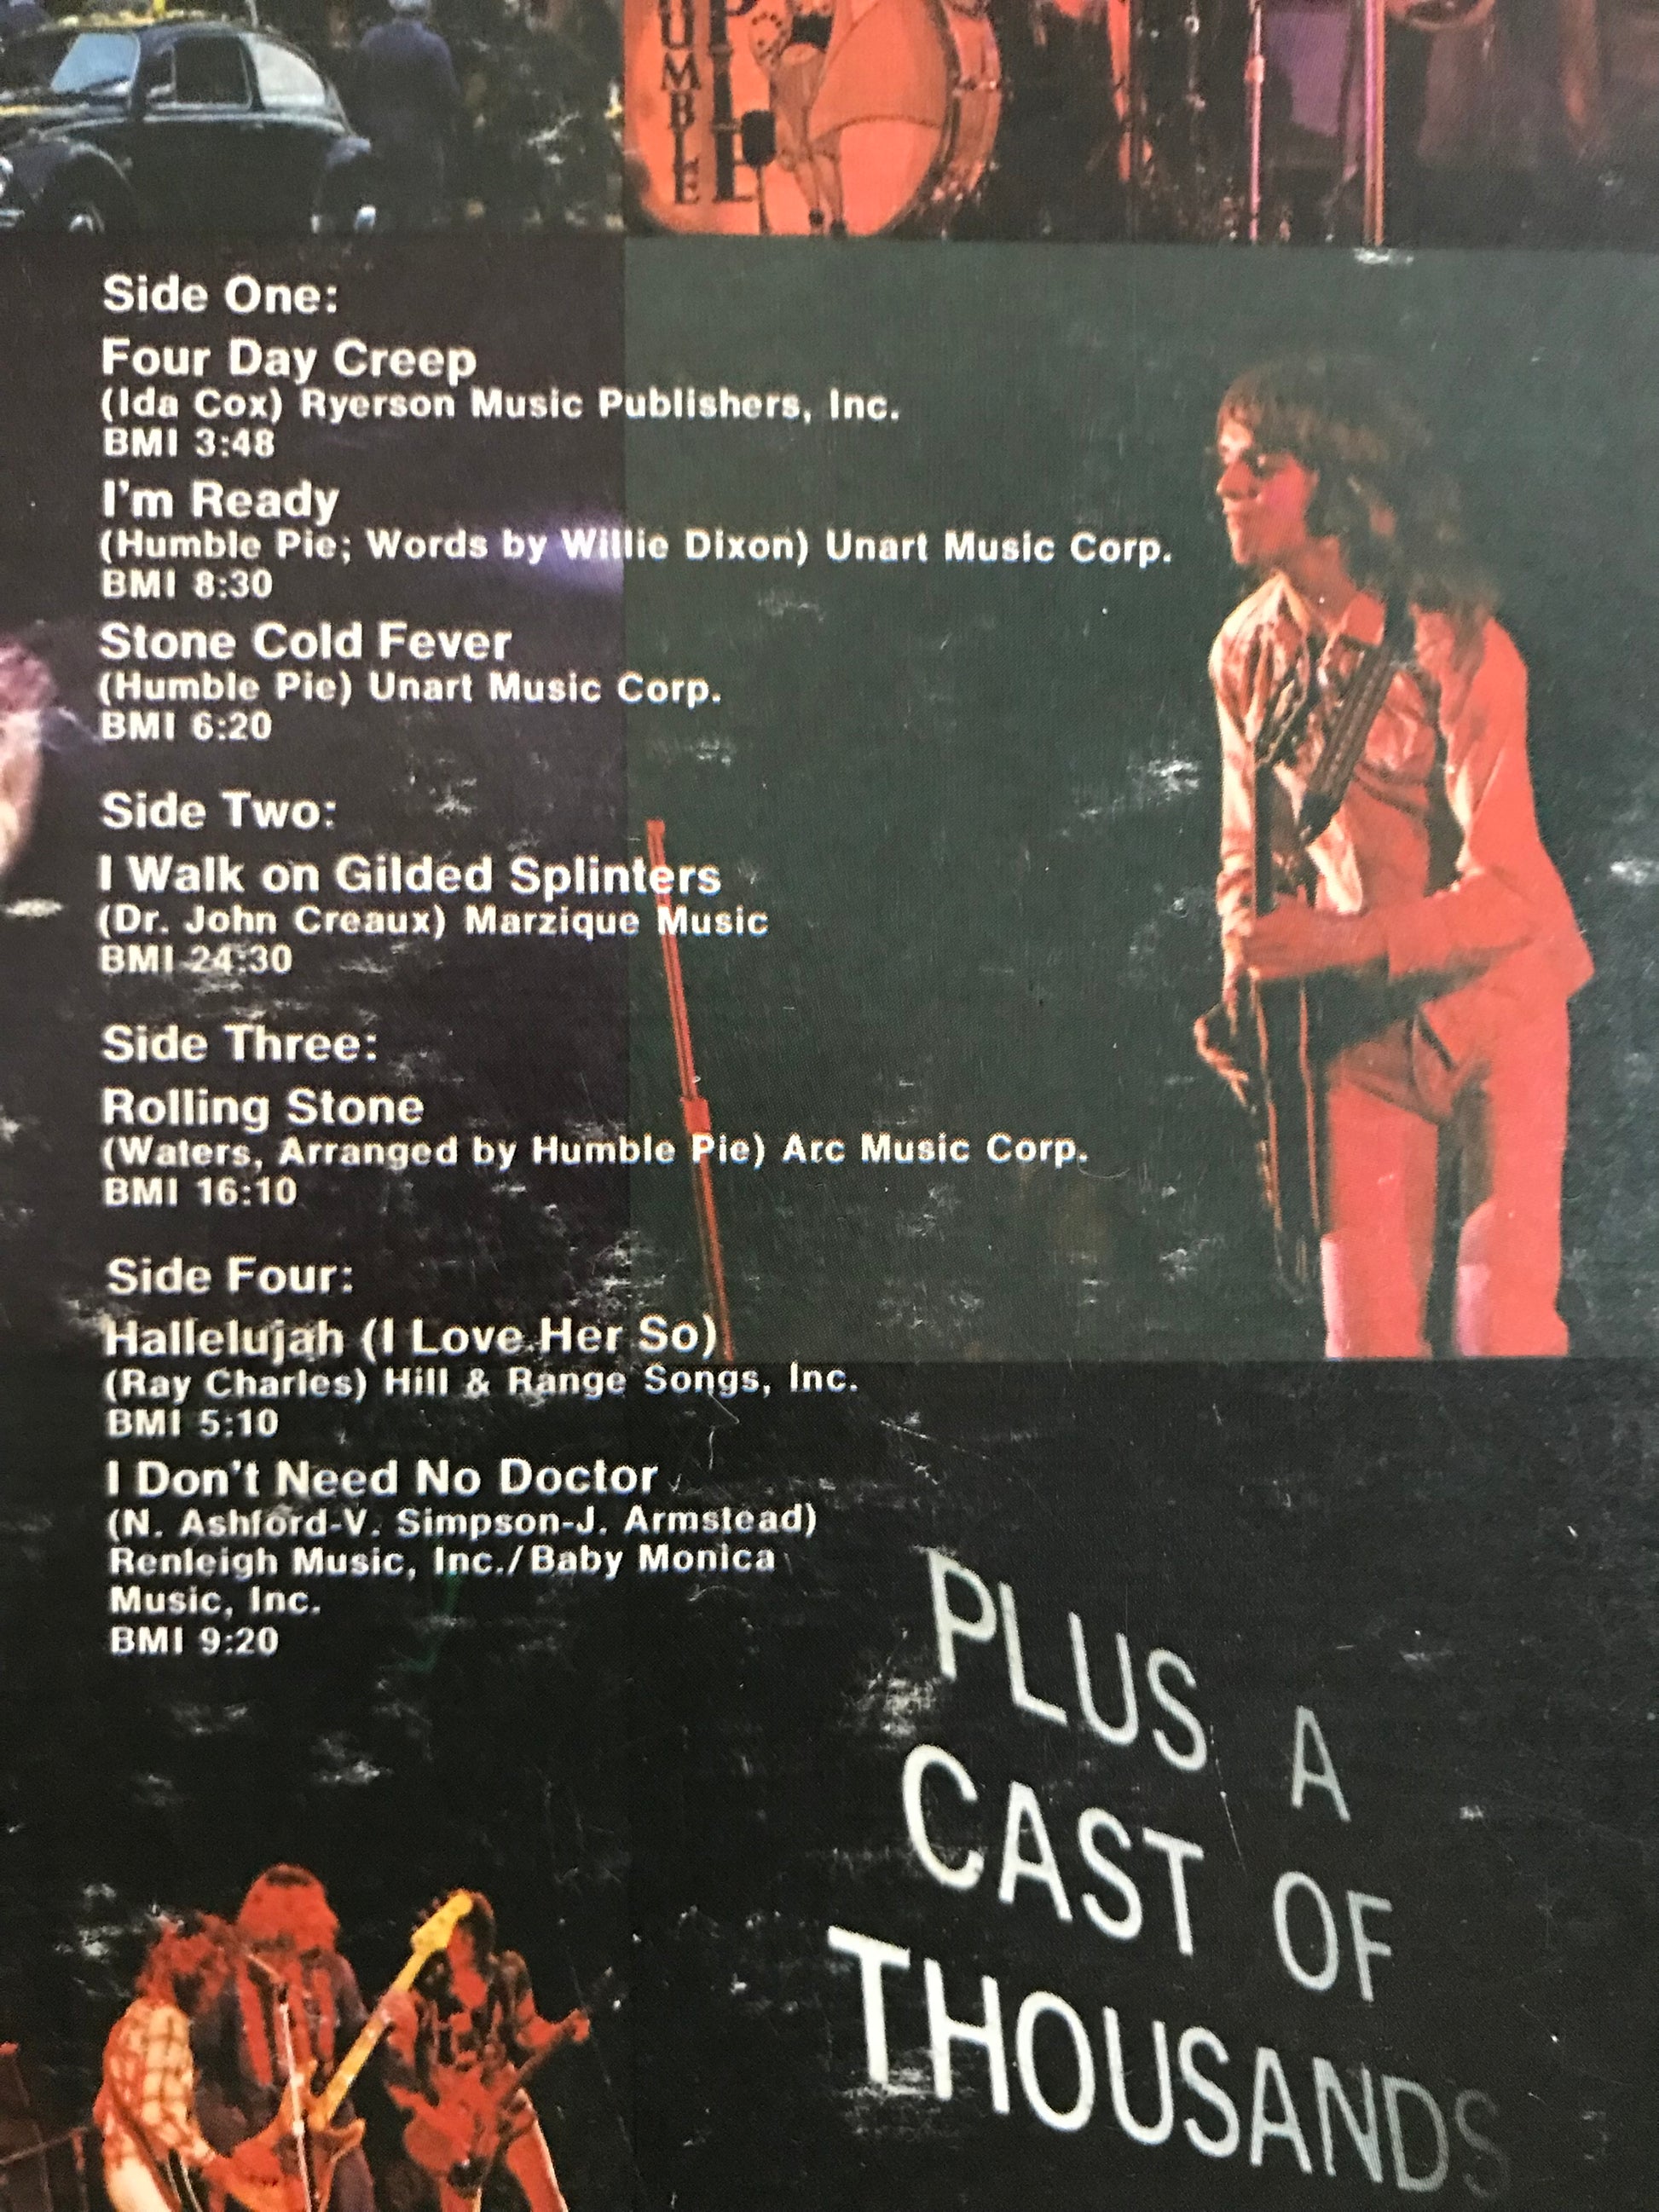 UMBLE
PIE
Side One:
Four Day Creep
(Ida Cox) Ryerson Music Publishers, Inc.
BMI 3:48
I'm Ready
(Humble Pie; Words by Willie Dixon) Unart Music Corp.
BMI 8:30
Stone Cold Fever
(Humble Pie) Unart Music Corp.
BMI 6:20
Side Two:
I Walk on Gilded Splinters
(Dr. John Creaux) Marzique Music
BMI 24:30
Side Three:
Rolling Stone
(Waters, Arranged by Humble Pie) Arc Music Corp.
BMI 16:10
Side Four:
Hallelujah (I Love Her So)
(Ray Charles) Hill & Range Songs, Inc.
BMI 5:10
I Don't Need No Doctor
(N. Ashford-V. Simpson-J. Armstead)
Renleigh Music, Inc./Baby Monica
Music, Inc.
BMI 9:20
PLUS A
CAST OF
THOUSANDS